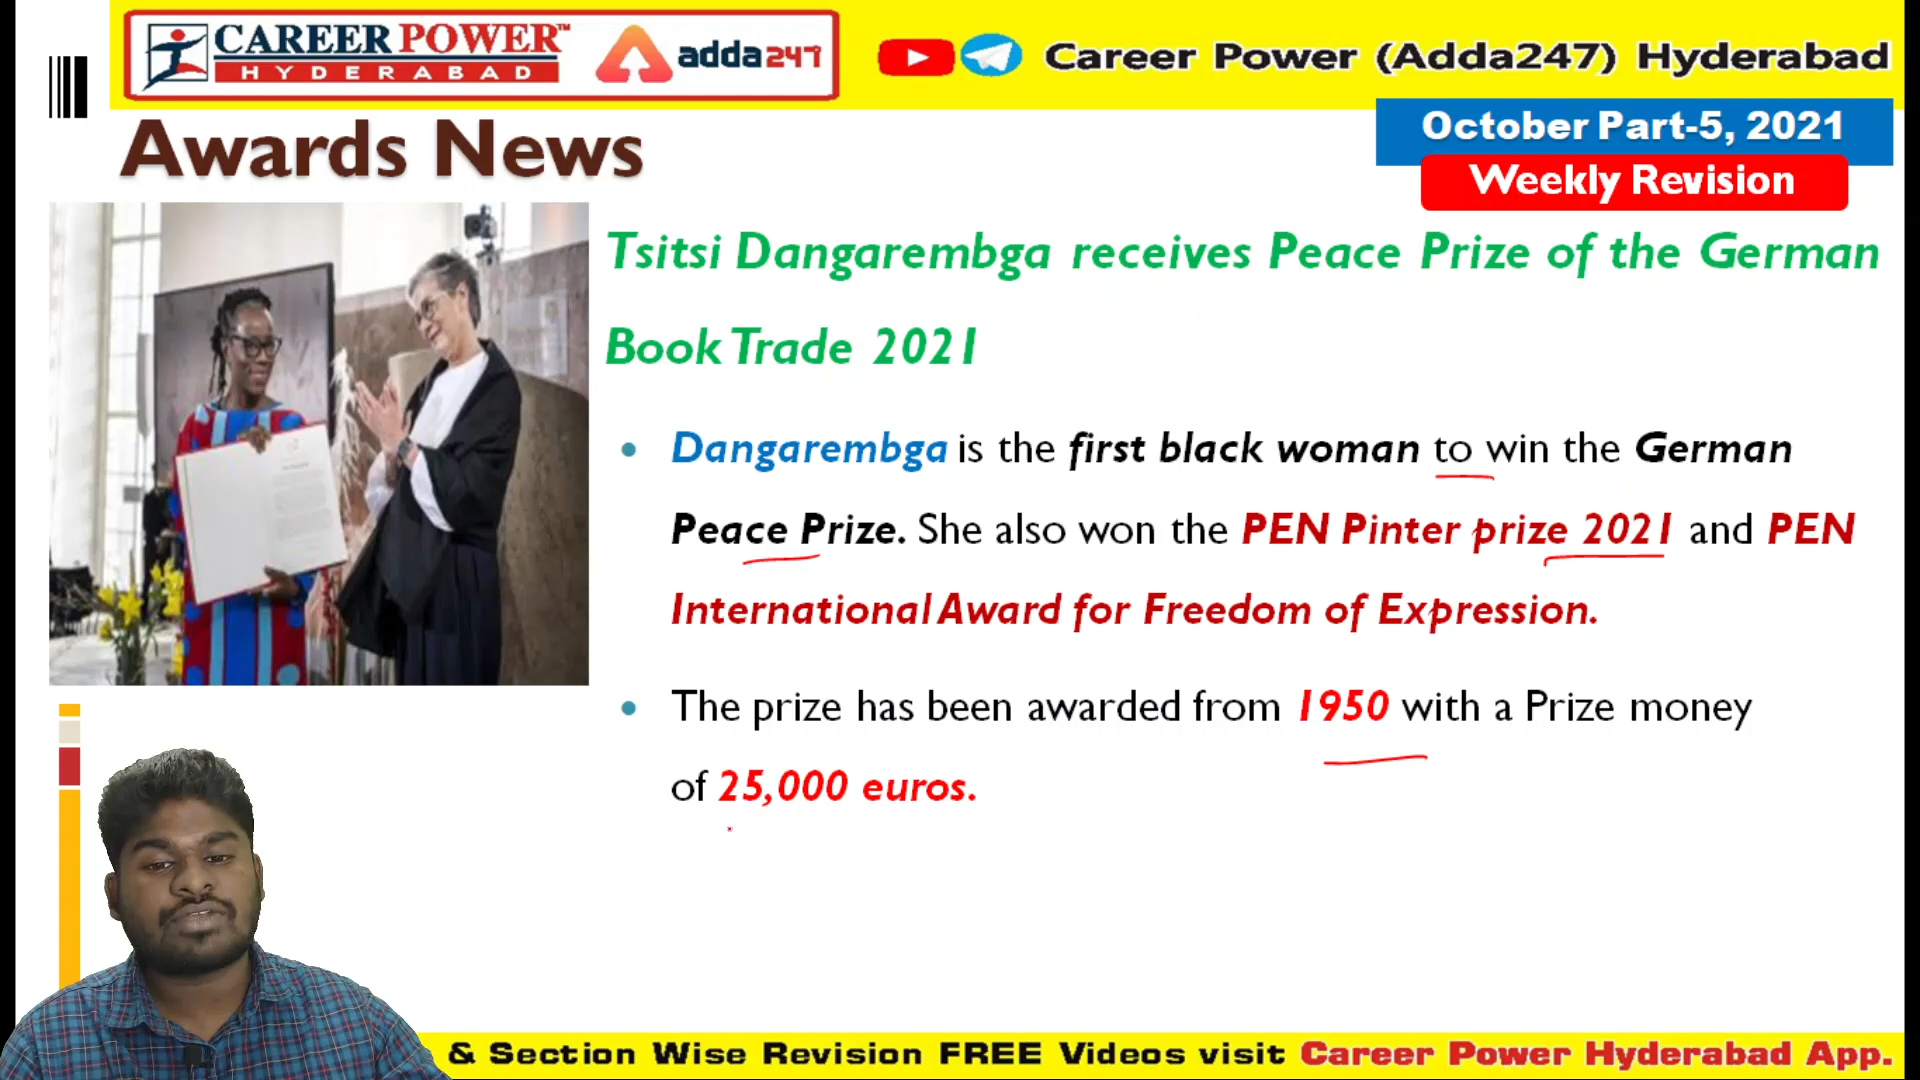 CAREER POWER™
HYDERABAD
adda247
Career Power (Adda247) Hyderabad
October Part-5, 2021
Weekly Revision
Awards News
Tsitsi Dangarembga receives Peace Prize of the German
Book Trade 2021
• Dangarembga is the first black woman to win the German
Peace Prize. She also won the PEN Pinter prize 2021 and PEN
International Award for Freedom of Expression.
• The prize has been awarded from 1950 with a Prize money
of 25,000 euros.
& Section Wise Revision FREE Videos visit Career Power Hyderabad App.